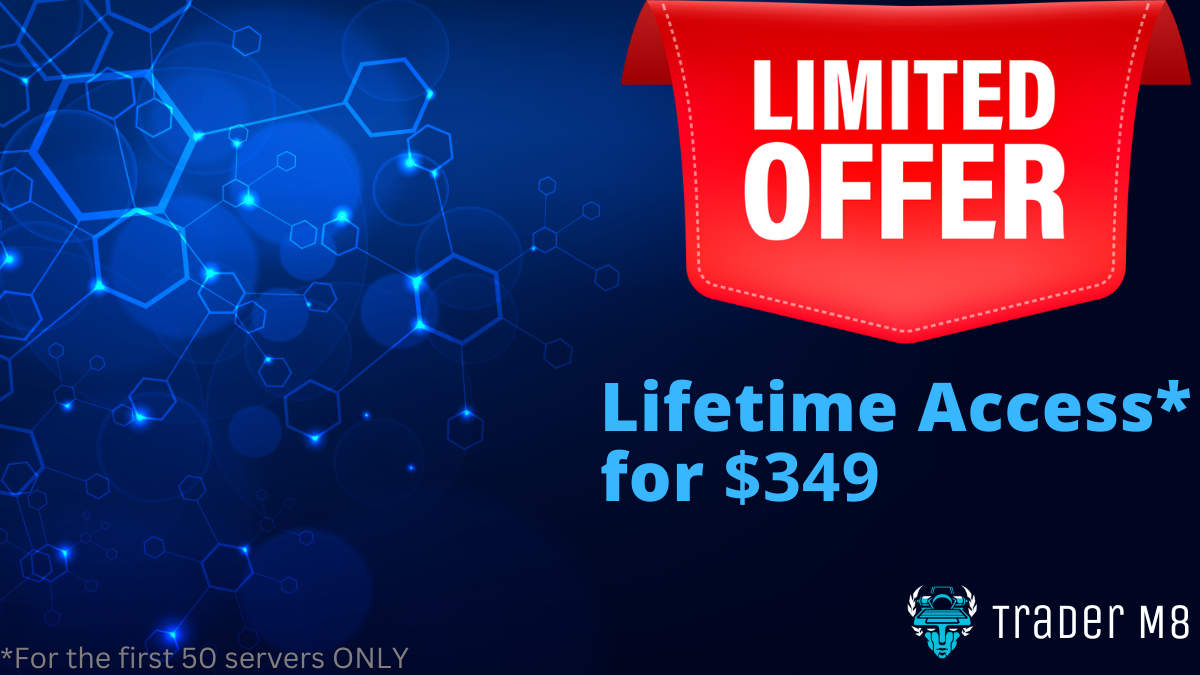 LIMITED
OFFER
Lifetime Access*
for $349
Trader M8
*For the first 50 servers ONLY